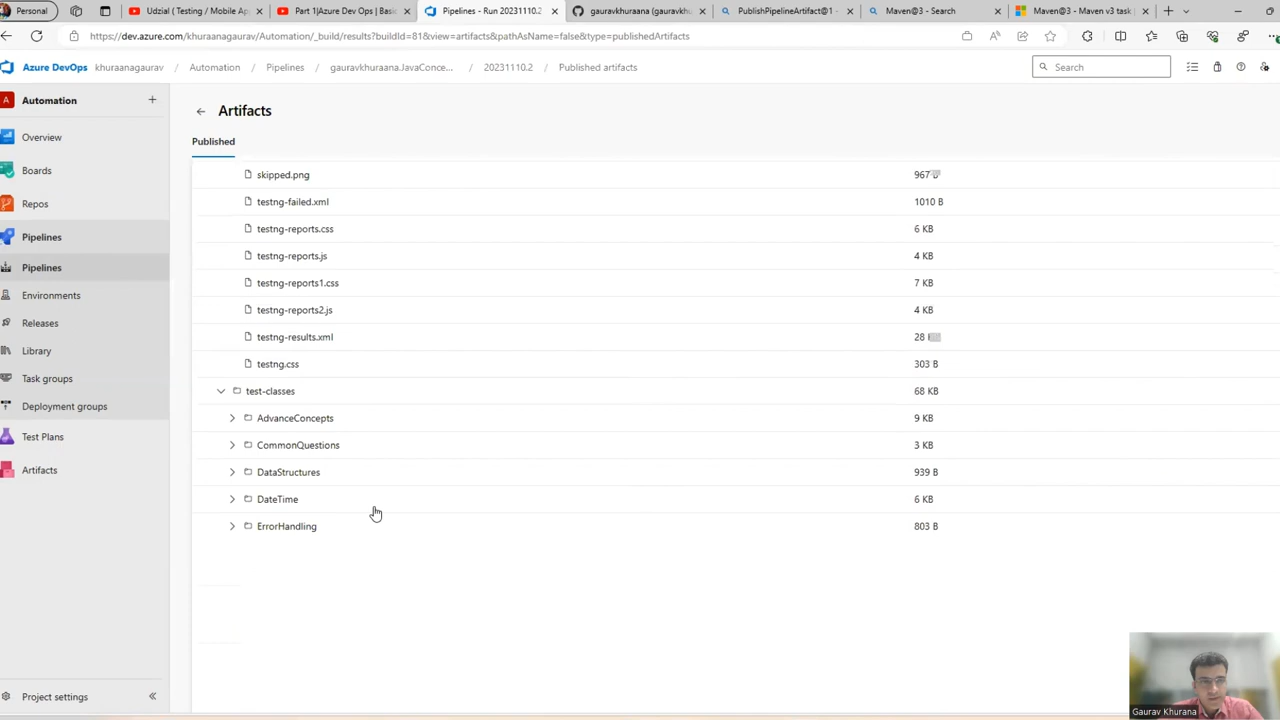 Personal
Udzial ( Testing / Mobile Ap
Part 1|Azure Dev Ops | Basic
Pipelines - Run 20231110.2
gauravkhuraana (gauravkh
PublishPipelineArtifact@1 -
Maven@3 - Search
Maven@3 - Maven v3 task
https://dev.azure.com/khuraanagaurav/Automation/_build/results?buildId=81&view=artifacts&pathAsName=false&type=publishedArtifacts
Azure DevOps khuraanagaurav / Automation / Pipelines / gauravkhuraana.JavaConce... / 20231110.2 / Published artifacts
Search
A Automation
Artifacts
Overview
Published
Boards
skipped.png 967
Repos
testng-failed.xml 1010 B
Pipelines
testng-reports.css 6 KB
Pipelines
testng-reports.js 4 KB
Environments
testng-reports1.css 7 KB
Releases
testng-reports2.js 4 KB
Library
testng-results.xml 28
Task groups
testng.css 303 B
Deployment groups
test-classes 68 KB
Test Plans
AdvanceConcepts 9 KB
Artifacts
CommonQuestions 3 KB
DataStructures 939 B
DateTime 6 KB
ErrorHandling 803 B
Project settings
Gaurav Khurana